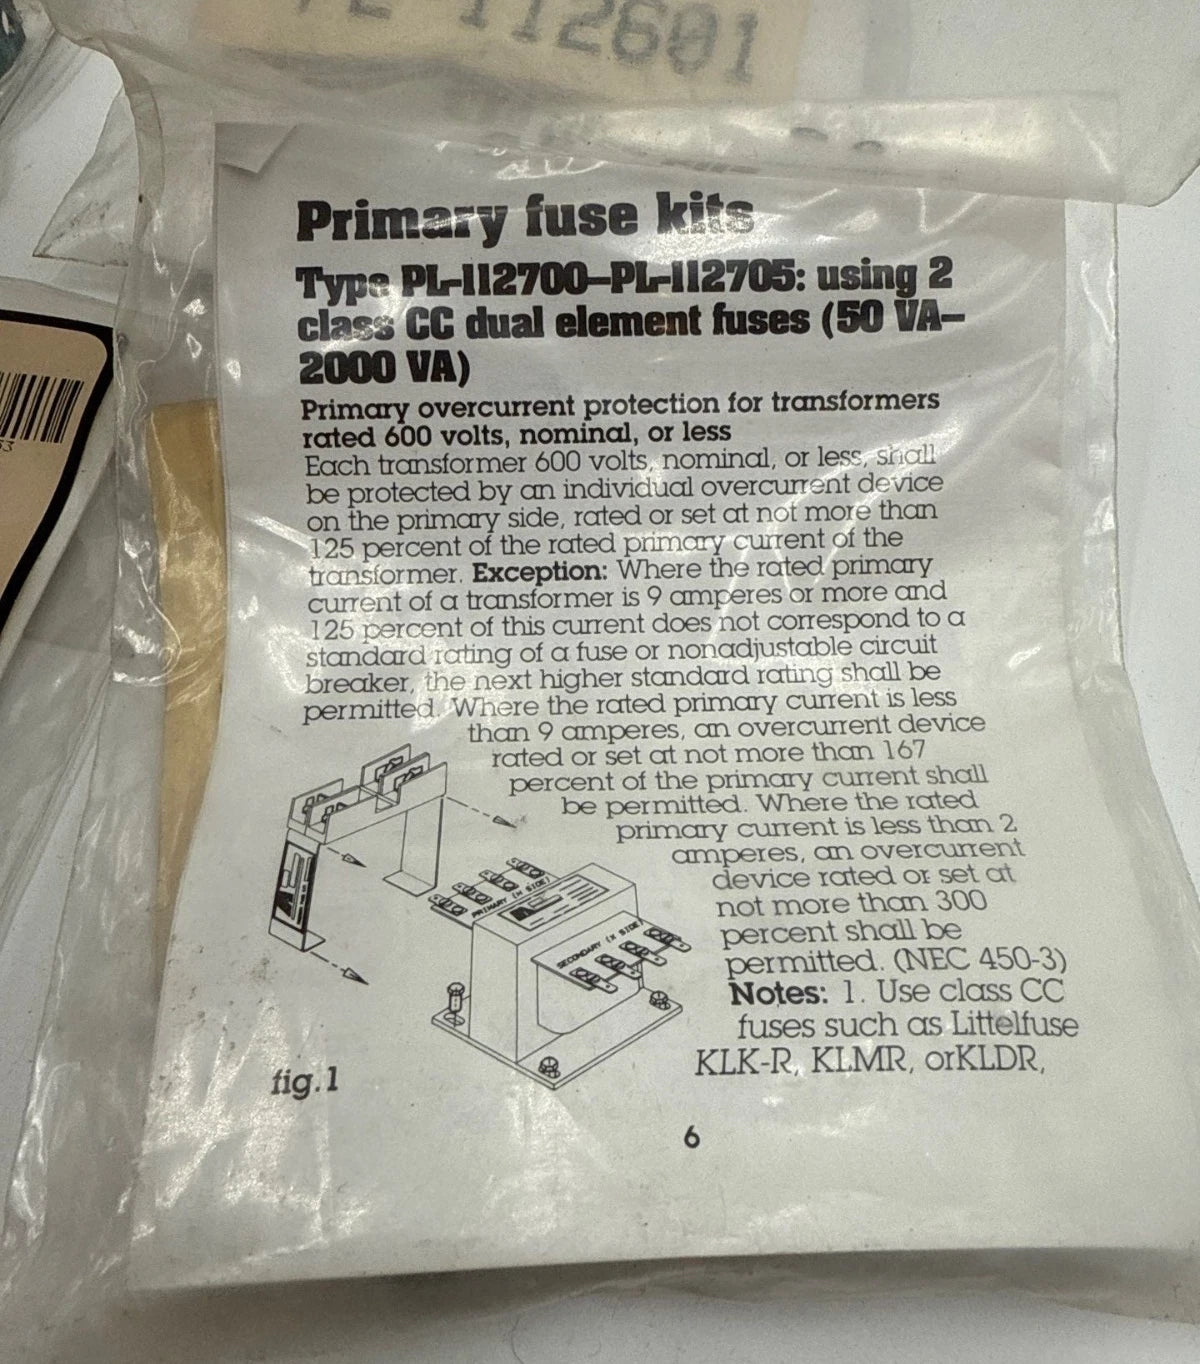 112601
Primary fuse kits
Type PL-112700–PL-112705: using 2
class CC dual element fuses (50 VA–
2000 VA)
Primary overcurrent protection for transformers
rated 600 volts, nominal, or less
Each transformer 600 volts, nominal, or less, shall
be protected by an individual overcurrent device
on the primary side, rated or set at not more than
125 percent of the rated primary current of the
transformer. Exception: Where the rated primary
current of a transformer is 9 amperes or more and
125 percent of this current does not correspond to a
standard rating of a fuse or nonadjustable circuit
breaker, the next higher standard rating shall be
permitted. Where the rated primary current is less
than 9 amperes, an overcurrent device
rated or set at not more than 167
percent of the primary current shall
be permitted. Where the rated
primary current is less than 2
amperes, an overcurrent
device rated or set at
not more than 300
percent shall be
permitted. (NEC 450-3)
Notes: 1. Use class CC
fuses such as Littelfuse
KLK-R, KLMR, orKLDR,
PRIMARY (H SIDE)
SECONDARY (X SIDE)
fig.1
6